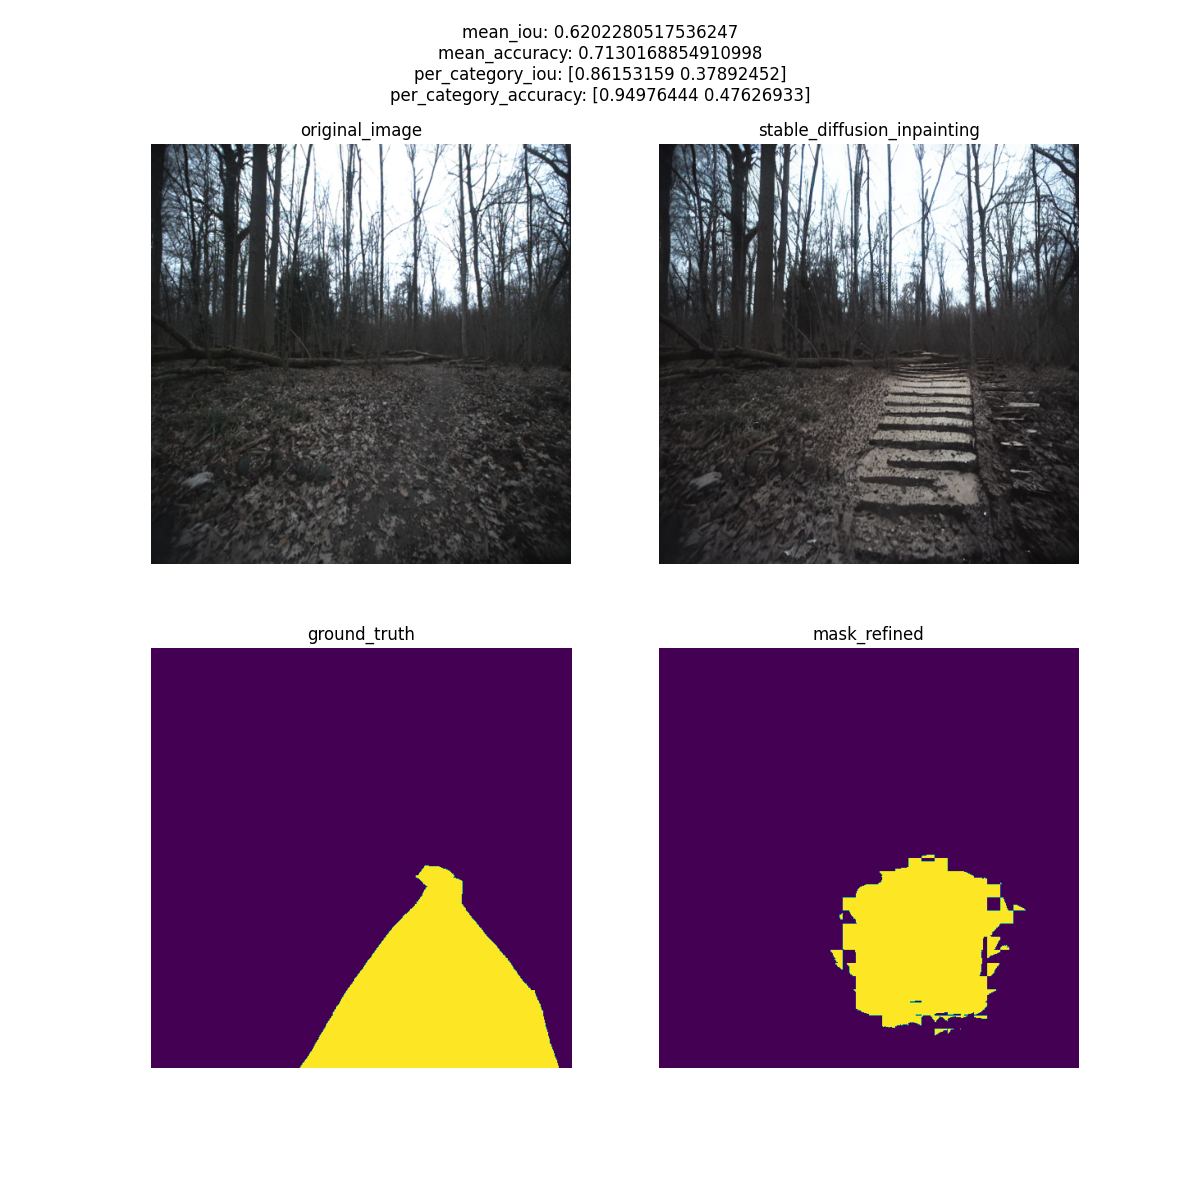 mean_iou: 0.6202280517536247
mean_accuracy: 0.7130168854910998
per_category_iou: [0.86153159 0.37892452]
per_category_accuracy: [0.94976444 0.47626933]
original_image
stable_diffusion_inpainting
ground_truth
mask_refined